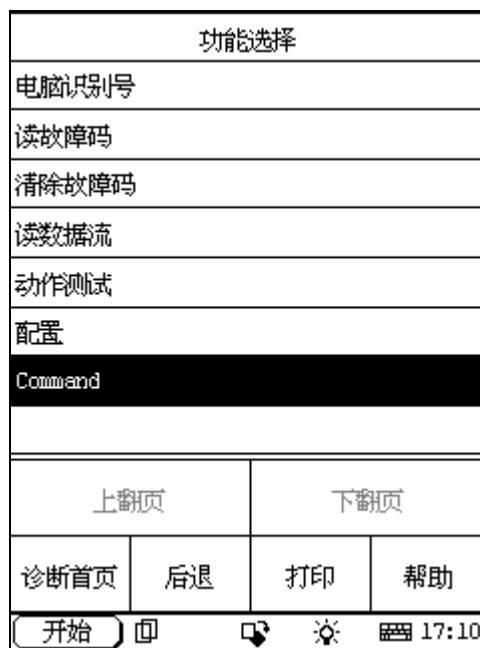 功能选择
电脑识别号
读故障码
清除故障码
读数据流
动作测试
配置
Command
上翻页 下翻页
诊断首页 后退 打印 帮助
开始 17:10